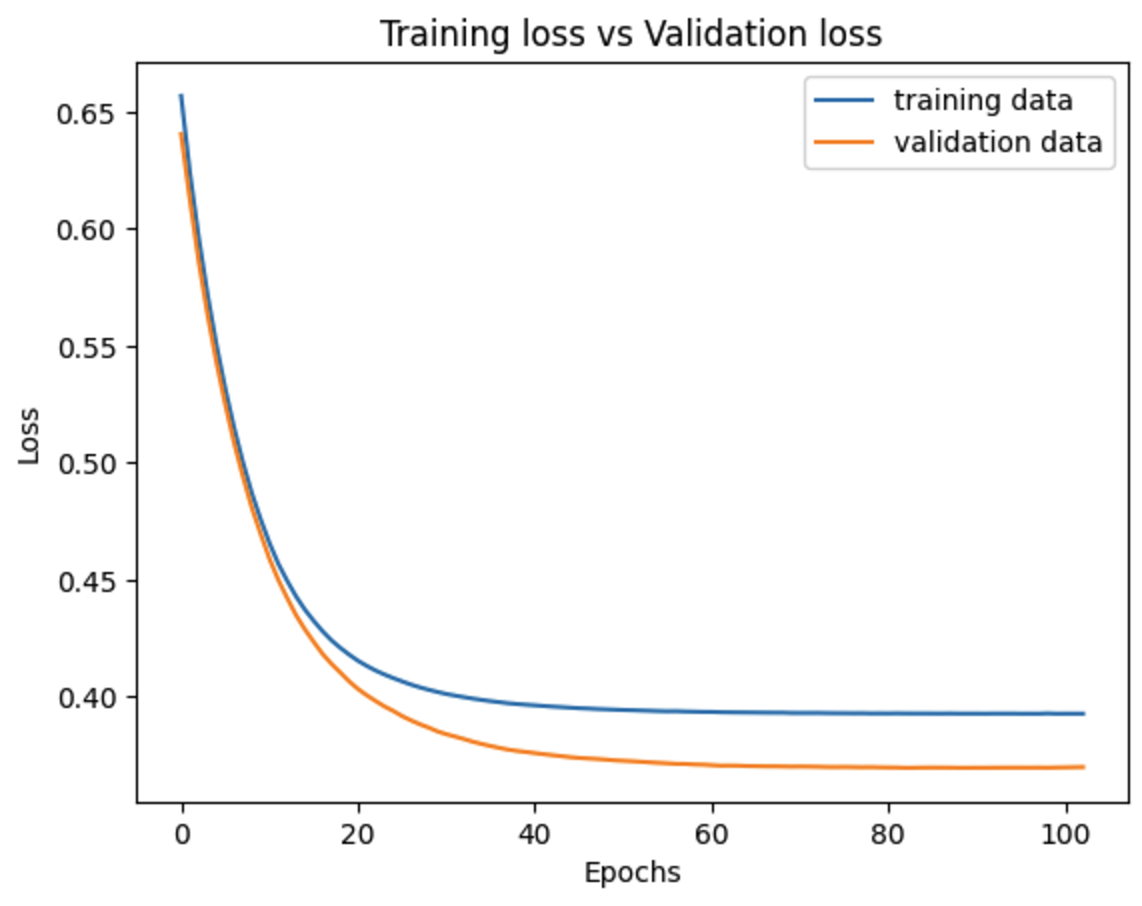 Training loss vs Validation loss
training data
validation data
0.65
0.60
0.55
0.50
0.45
0.40
Loss
0 20 40 60 80 100
Epochs